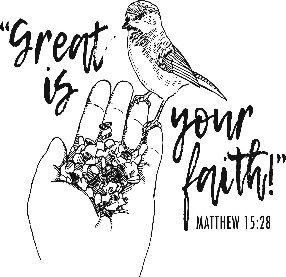 "Great
is
your
faith!"
MATTHEW 15:28